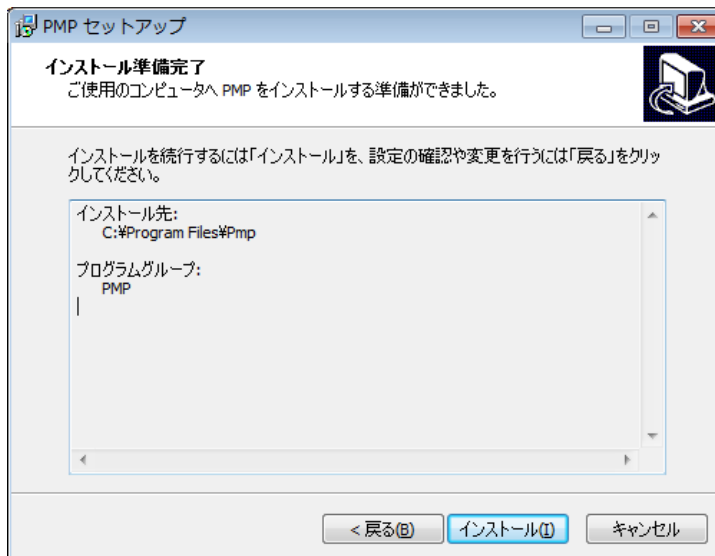 PMP セットアップ
インストール準備完了
ご使用のコンピュータへ PMP をインストールする準備ができました。
インストールを続行するには「インストール」を、設定の確認や変更を行うには「戻る」をクリッ
クしてください。
インストール先:
C:¥Program Files¥Pmp
プログラムグループ:
PMP
< 戻る(B)
インストール(I)
キャンセル